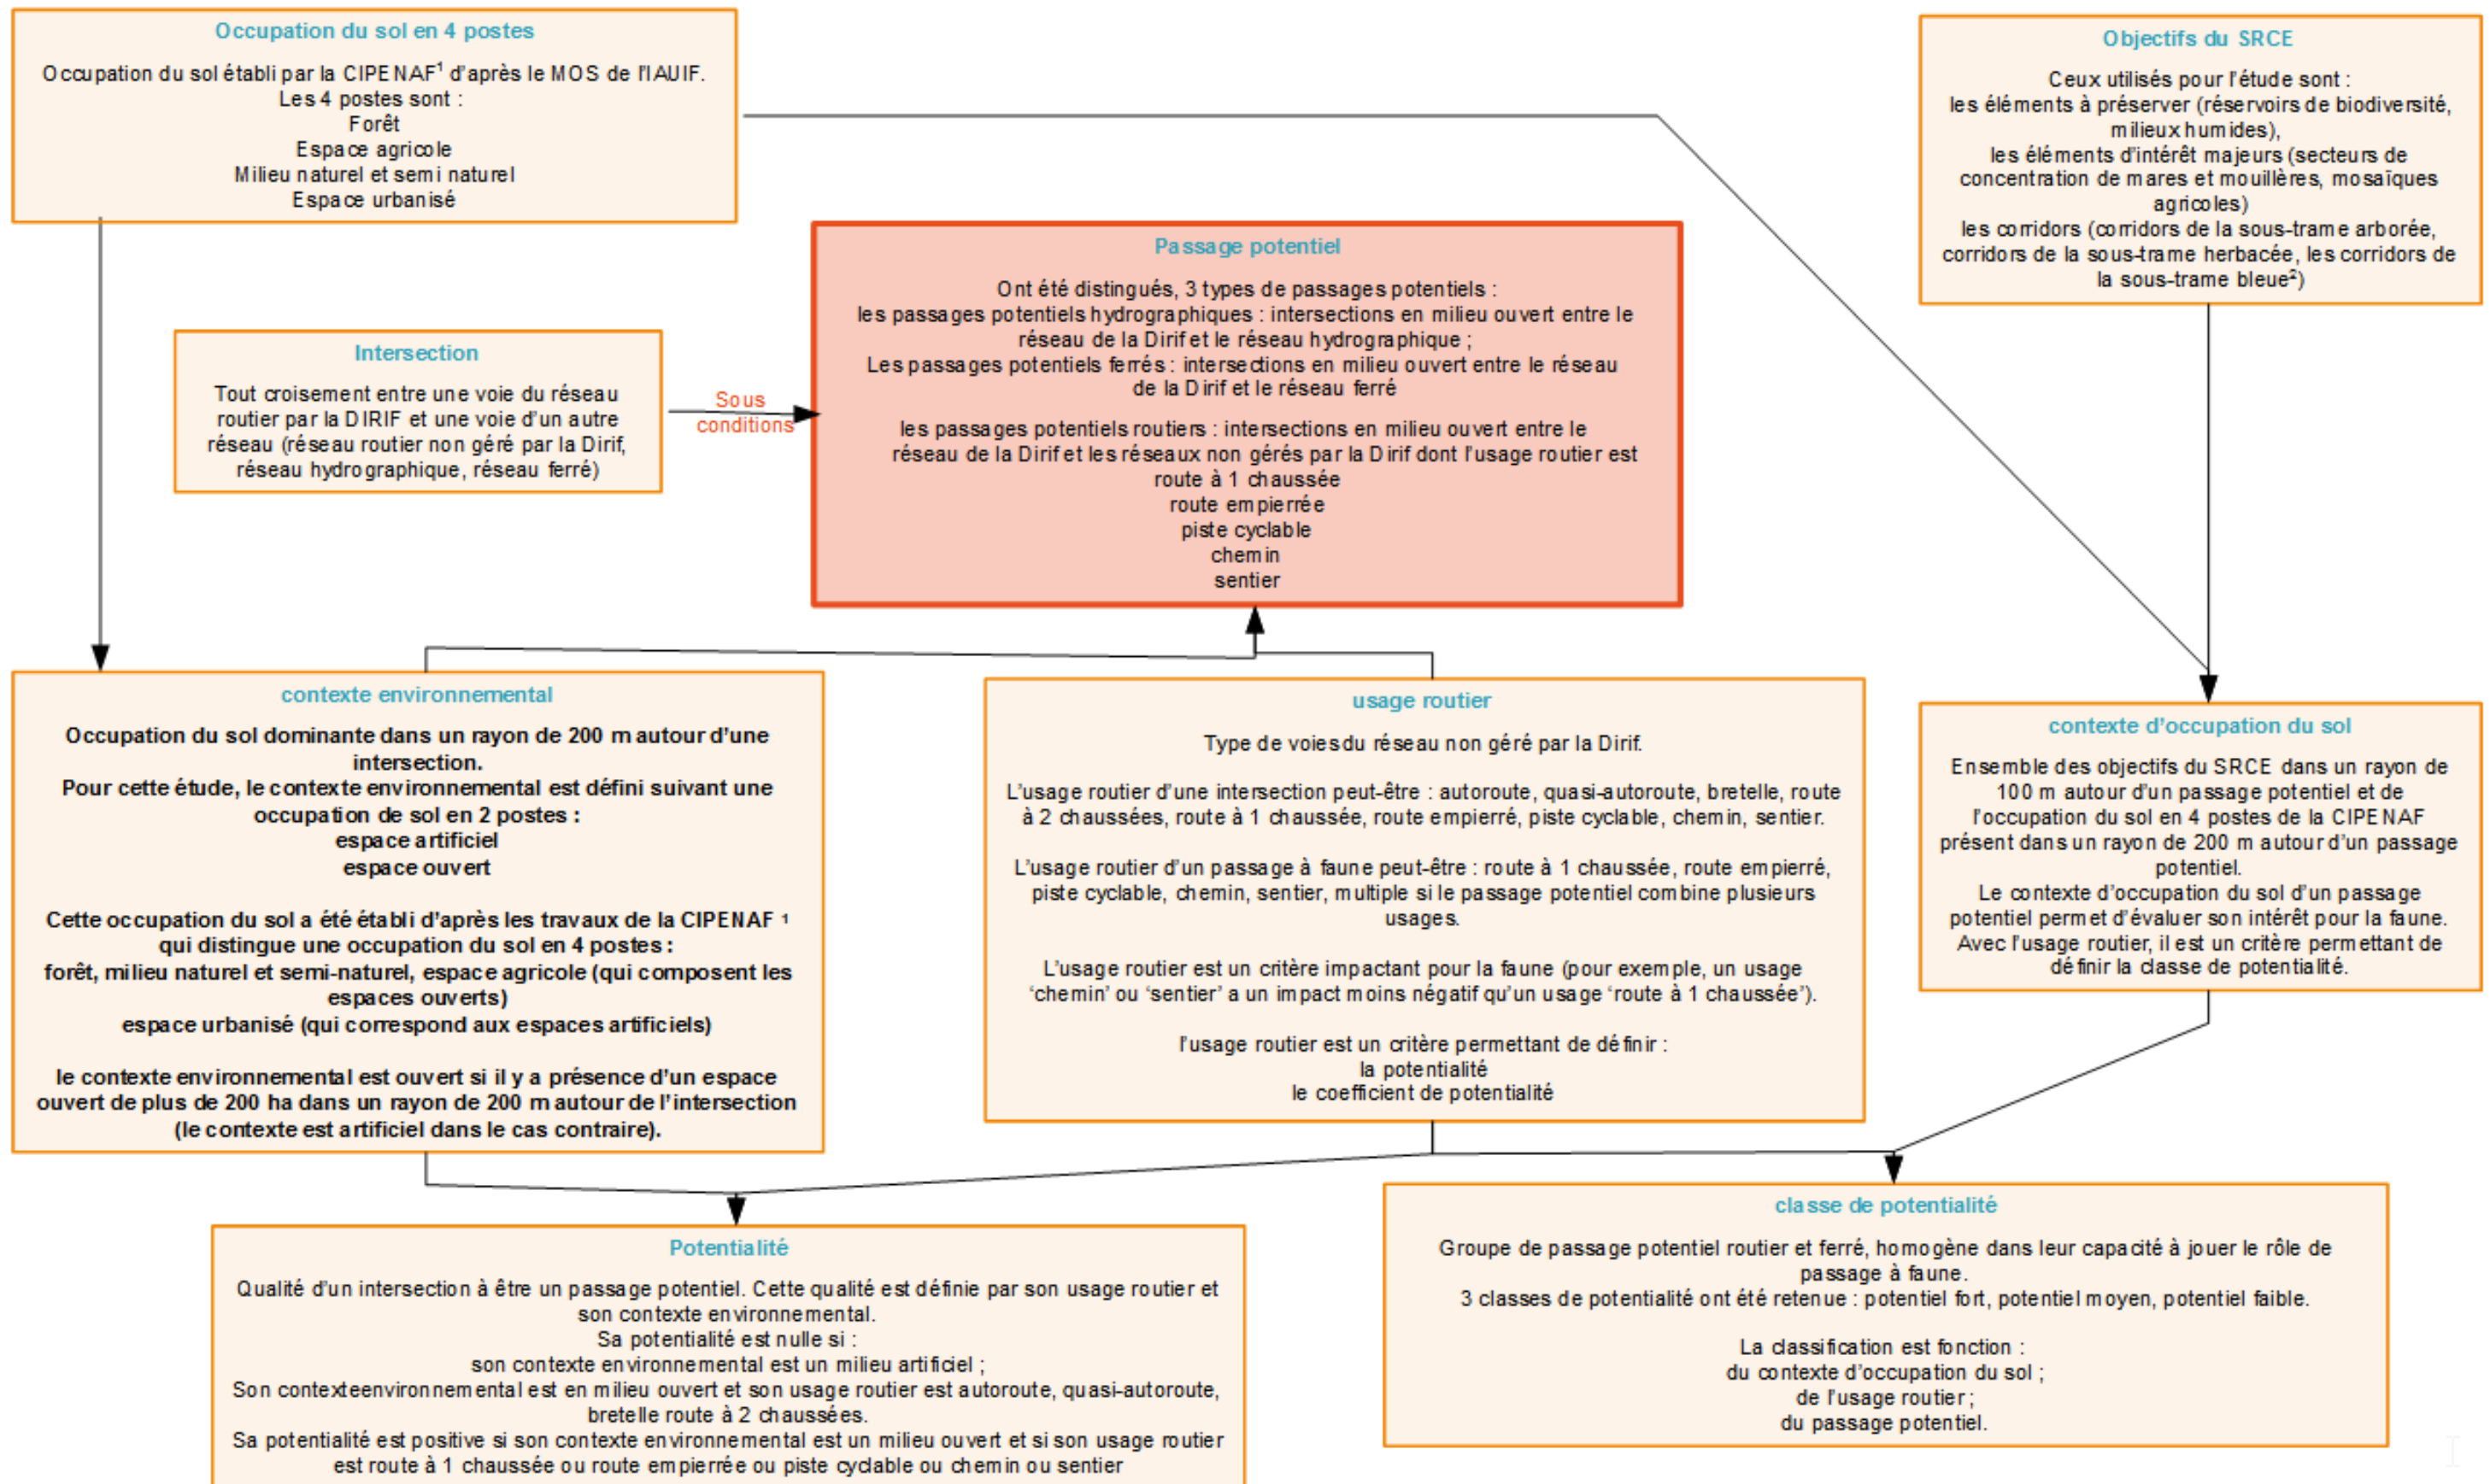 Occupation du sol en 4 postes
Occupation du sol établi par la CIPENAF¹ d'après le MOS de l'IAUIF.
Les 4 postes sont :
Forêt
Espace agricole
Milieu naturel et semi naturel
Espace urbanisé
Objectifs du SRCE
Ceux utilisés pour l'étude sont :
les éléments à préserver (réservoirs de biodiversité,
milieux humides),
les éléments d'intérêt majeurs (secteurs de
concentration de mares et mouillères, mosaïques
agricoles)
les corridors (corridors de la sous-trame arborée,
corridors de la sous-trame herbacée, les corridors de
la sous-trame bleue²)
Passage potentiel
Ont été distingués, 3 types de passages potentiels :
les passages potentiels hydrographiques : intersections en milieu ouvert entre le
réseau de la Dirif et le réseau hydrographique ;
Les passages potentiels ferrés : intersections en milieu ouvert entre le réseau
de la Dirif et le réseau ferré
les passages potentiels routiers : intersections en milieu ouvert entre le
réseau de la Dirif et les réseaux non gérés par la Dirif dont l'usage routier est
route à 1 chaussée
route empierrée
piste cyclable
chemin
sentier
Intersection
Tout croisement entre une voie du réseau
routier par la DIRIF et une voie d'un autre
réseau (réseau routier non géré par la Dirif,
réseau hydrographique, réseau ferré)
Sous
conditions
contexte environnemental
Occupation du sol dominante dans un rayon de 200 m autour d'une
intersection.
Pour cette étude, le contexte environnemental est défini suivant une
occupation de sol en 2 postes :
espace artificiel
espace ouvert
Cette occupation du sol a été établi d'après les travaux de la CIPENAF ¹
qui distingue une occupation du sol en 4 postes :
forêt, milieu naturel et semi-naturel, espace agricole (qui composent les
espaces ouverts)
espace urbanisé (qui correspond aux espaces artificiels)
le contexte environnemental est ouvert si il y a présence d'un espace
ouvert de plus de 200 ha dans un rayon de 200 m autour de l'intersection
(le contexte est artificiel dans le cas contraire).
usage routier
Type de voies du réseau non géré par la Dirif.
L'usage routier d'une intersection peut-être : autoroute, quasi-autoroute, bretelle, route
à 2 chaussées, route à 1 chaussée, route empierré, piste cyclable, chemin, sentier.
L'usage routier d'un passage à faune peut-être : route à 1 chaussée, route empierré,
piste cyclable, chemin, sentier, multiple si le passage potentiel combine plusieurs
usages.
L'usage routier est un critère impactant pour la faune (pour exemple, un usage
'chemin' ou 'sentier' a un impact moins négatif qu'un usage 'route à 1 chaussée').
l'usage routier est un critère permettant de définir :
la potentialité
le coefficient de potentialité
contexte d'occupation du sol
Ensemble des objectifs du SRCE dans un rayon de
100 m autour d'un passage potentiel et de
l'occupation du sol en 4 postes de la CIPENAF
présent dans un rayon de 200 m autour d'un passage
potentiel.
Le contexte d'occupation du sol d'un passage
potentiel permet d'évaluer son intérêt pour la faune.
Avec l'usage routier, il est un critère permettant de
définir la classe de potentialité.
Potentialité
Qualité d'un intersection à être un passage potentiel. Cette qualité est définie par son usage routier et
son contexte environnemental.
Sa potentialité est nulle si :
son contexte environnemental est un milieu artificiel ;
Son contexteenvironnemental est en milieu ouvert et son usage routier est autoroute, quasi-autoroute,
bretelle route à 2 chaussées.
Sa potentialité est positive si son contexte environnemental est un milieu ouvert et si son usage routier
est route à 1 chaussée ou route empierrée ou piste cyclable ou chemin ou sentier
classe de potentialité
Groupe de passage potentiel routier et ferré, homogène dans leur capacité à jouer le rôle de
passage à faune.
3 classes de potentialité ont été retenue : potentiel fort, potentiel moyen, potentiel faible.
La classification est fonction :
du contexte d'occupation du sol ;
de l'usage routier ;
du passage potentiel.